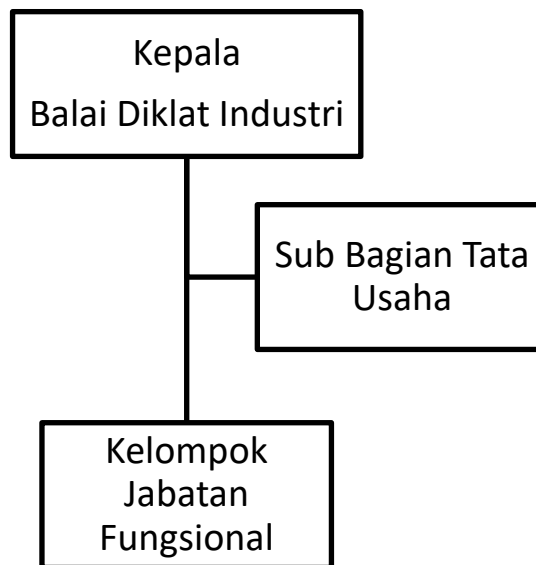 Kepala
Balai Diklat Industri
Sub Bagian Tata
Usaha
Kelompok
Jabatan
Fungsional